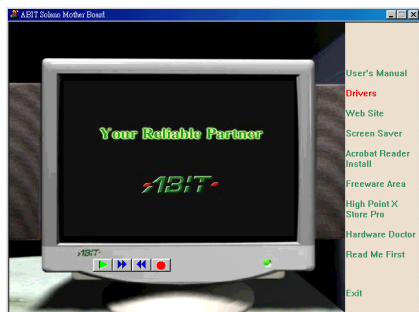 ABIT Solano Mother Board
User's Manual
Drivers
Web Site
Screen Saver
Acrobat Reader
Install
Freeware Area
High Point X
Store Pro
Hardware Doctor
Read Me First
Exit
Your Reliable Partner
ABIT
ABIT